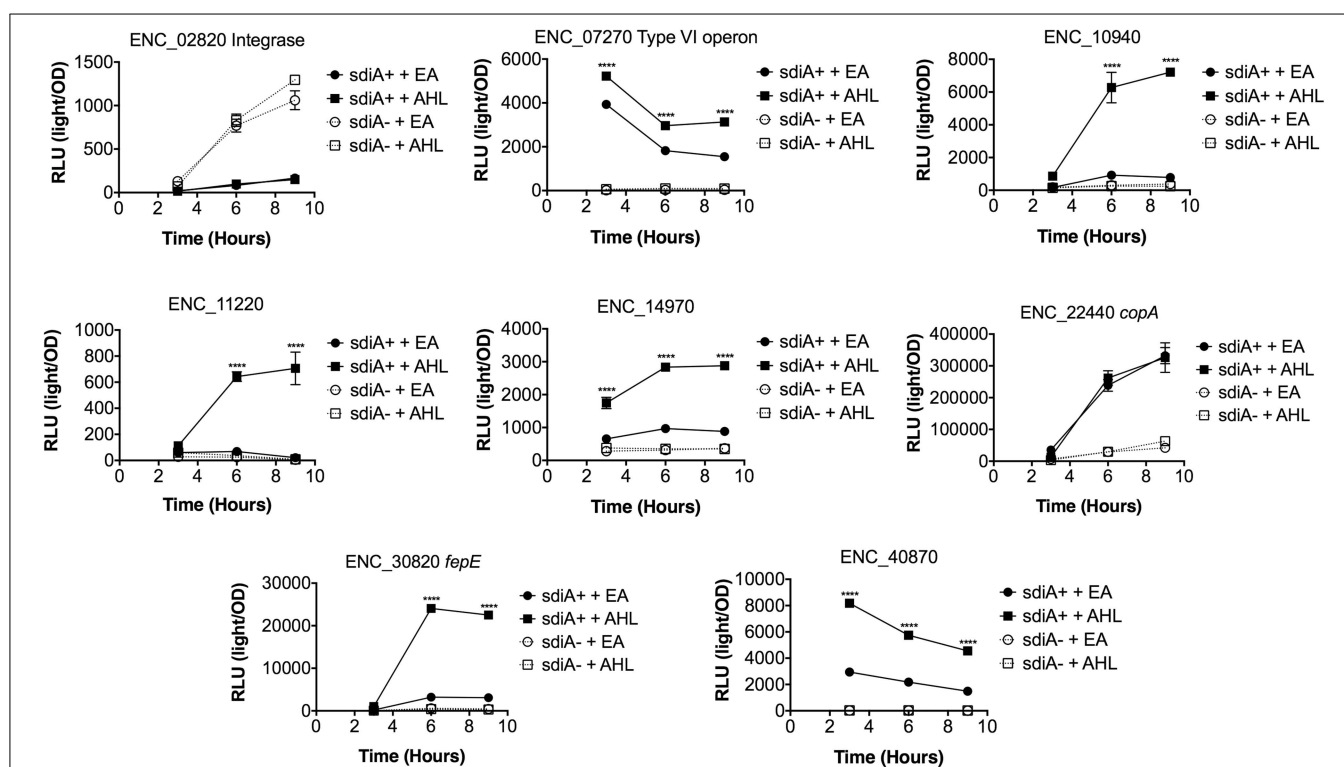 ENC_02820 Integrase
1500
1000
500
0
RLU (light/OD)
0 2 4 6 8 10
Time (Hours)
sdiA+ + EA
sdiA+ + AHL
sdiA- + EA
sdiA- + AHL
ENC_07270 Type VI operon
6000
4000
2000
0
RLU (light/OD)
**** **** ****
0 2 4 6 8 10
Time (Hours)
sdiA+ + EA
sdiA+ + AHL
sdiA- + EA
sdiA- + AHL
ENC_10940
8000
6000
4000
2000
0
RLU (light/OD)
**** ****
0 2 4 6 8 10
Time (Hours)
sdiA+ + EA
sdiA+ + AHL
sdiA- + EA
sdiA- + AHL
ENC_11220
1000
800
600
400
200
0
RLU (light/OD)
**** ****
0 2 4 6 8 10
Time (Hours)
sdiA+ + EA
sdiA+ + AHL
sdiA- + EA
sdiA- + AHL
ENC_14970
4000
3000
2000
1000
0
RLU (light/OD)
**** **** ****
0 2 4 6 8 10
Time (Hours)
sdiA+ + EA
sdiA+ + AHL
sdiA- + EA
sdiA- + AHL
ENC_22440 copA
400000
300000
200000
100000
0
RLU (light/OD)
0 2 4 6 8 10
Time (Hours)
sdiA+ + EA
sdiA+ + AHL
sdiA- + EA
sdiA- + AHL
ENC_30820 fepE
30000
20000
10000
0
RLU (light/OD)
**** ****
0 2 4 6 8 10
Time (Hours)
sdiA+ + EA
sdiA+ + AHL
sdiA- + EA
sdiA- + AHL
ENC_40870
10000
8000
6000
4000
2000
0
RLU (light/OD)
**** **** ****
0 2 4 6 8 10
Time (Hours)
sdiA+ + EA
sdiA+ + AHL
sdiA- + EA
sdiA- + AHL